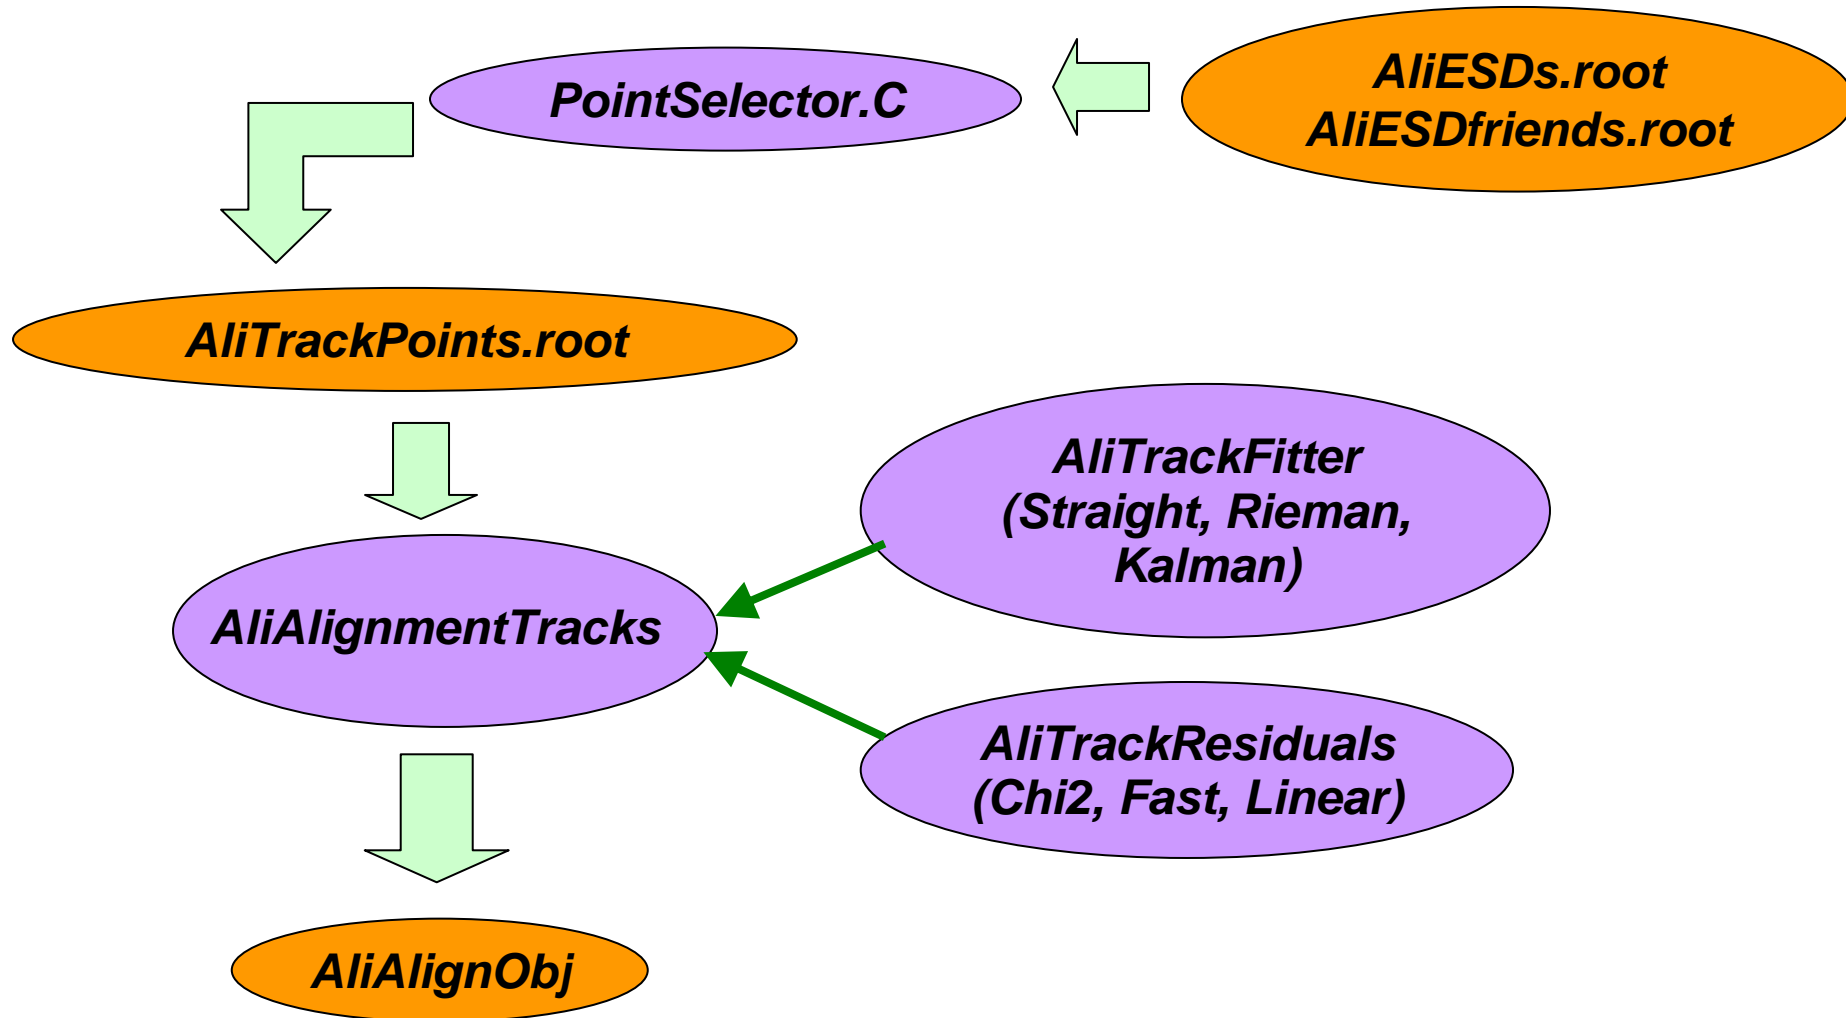 PointSelector.C
AliESDs.root
AliESDfriends.root
AliTrackPoints.root
AliTrackFitter
(Straight, Rieman,
Kalman)
AliAlignmentTracks
AliTrackResiduals
(Chi2, Fast, Linear)
AliAlignObj